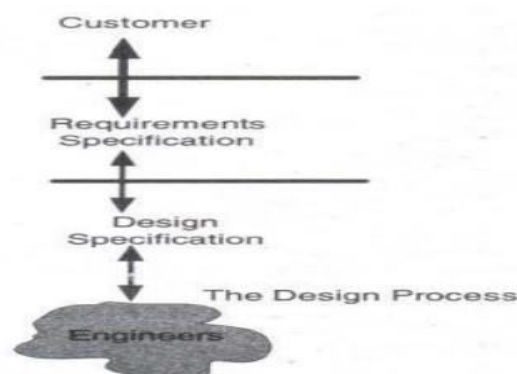 Customer
Requirements
Specification
Design
Specification
The Design Process
Engineers